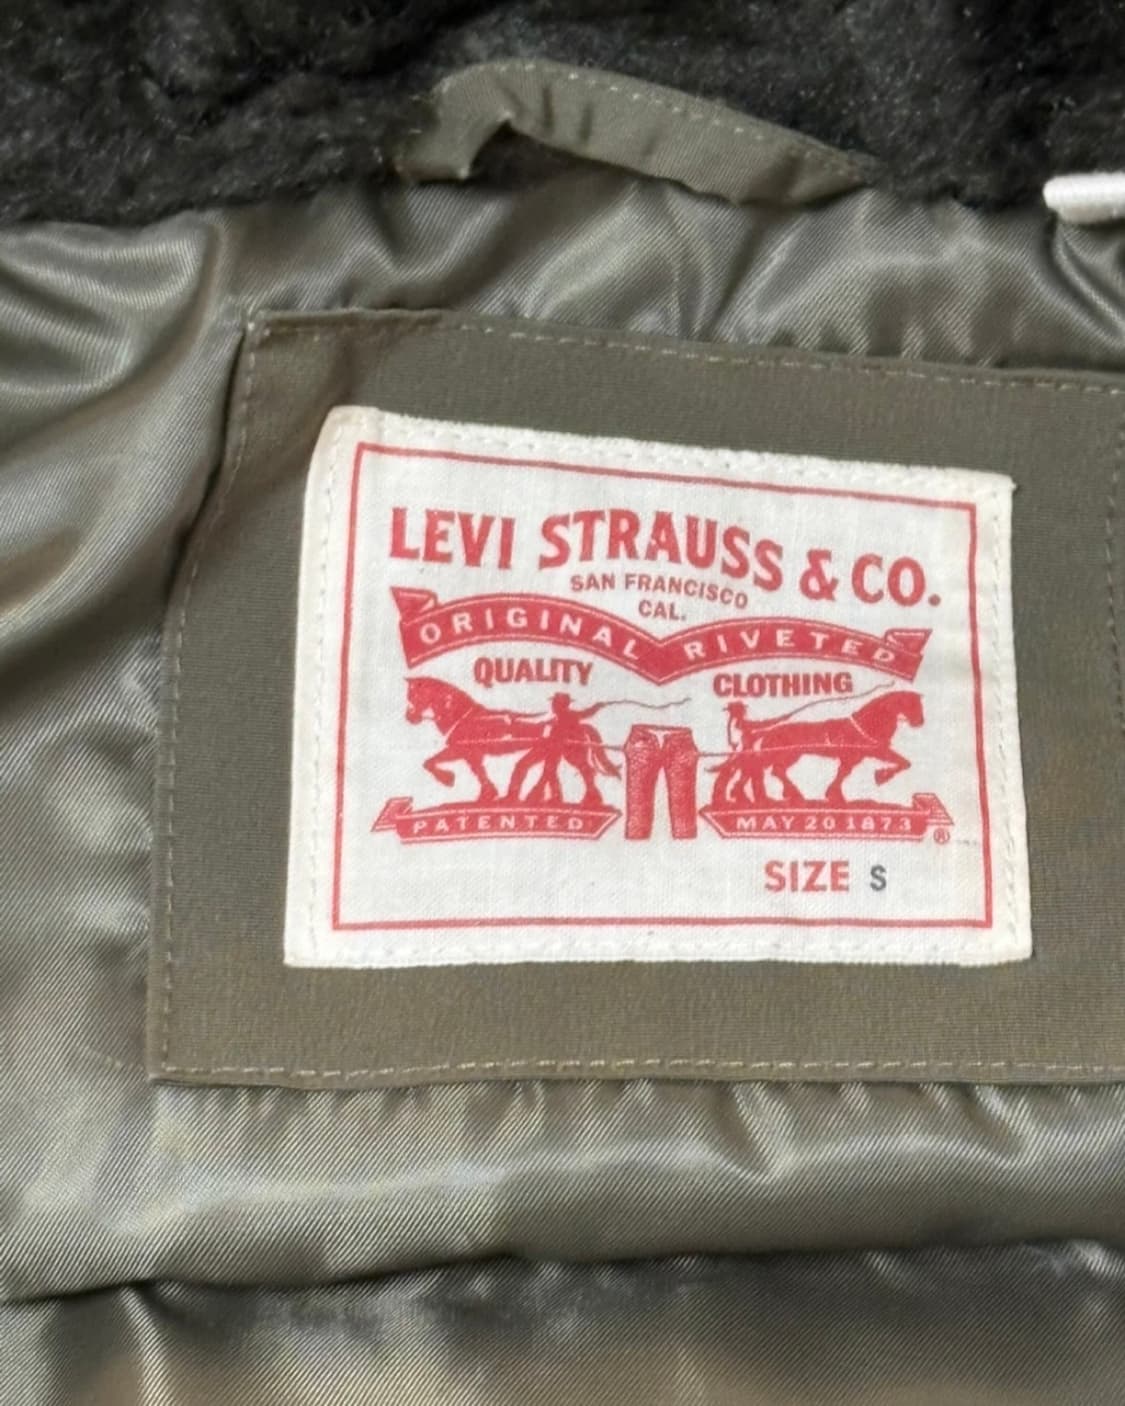 LEVI STRAUSS & CO.
SAN FRANCISCO
CAL.
ORIGINAL RIVETED
QUALITY CLOTHING
PATENTED MAY 20 1873 ®
SIZE S